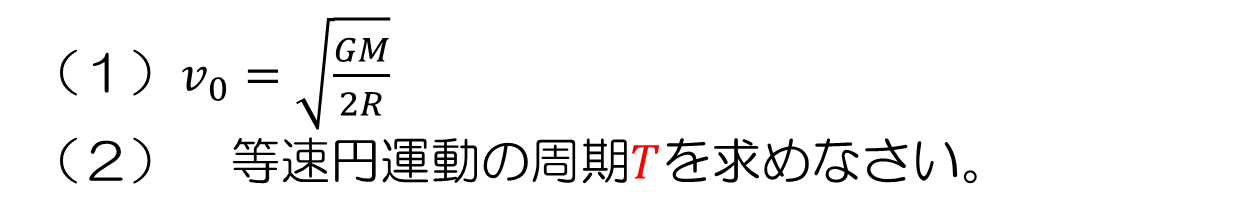 （１）v₀ = √(GM/2R)
（２）　等速円運動の周期Tを求めなさい。